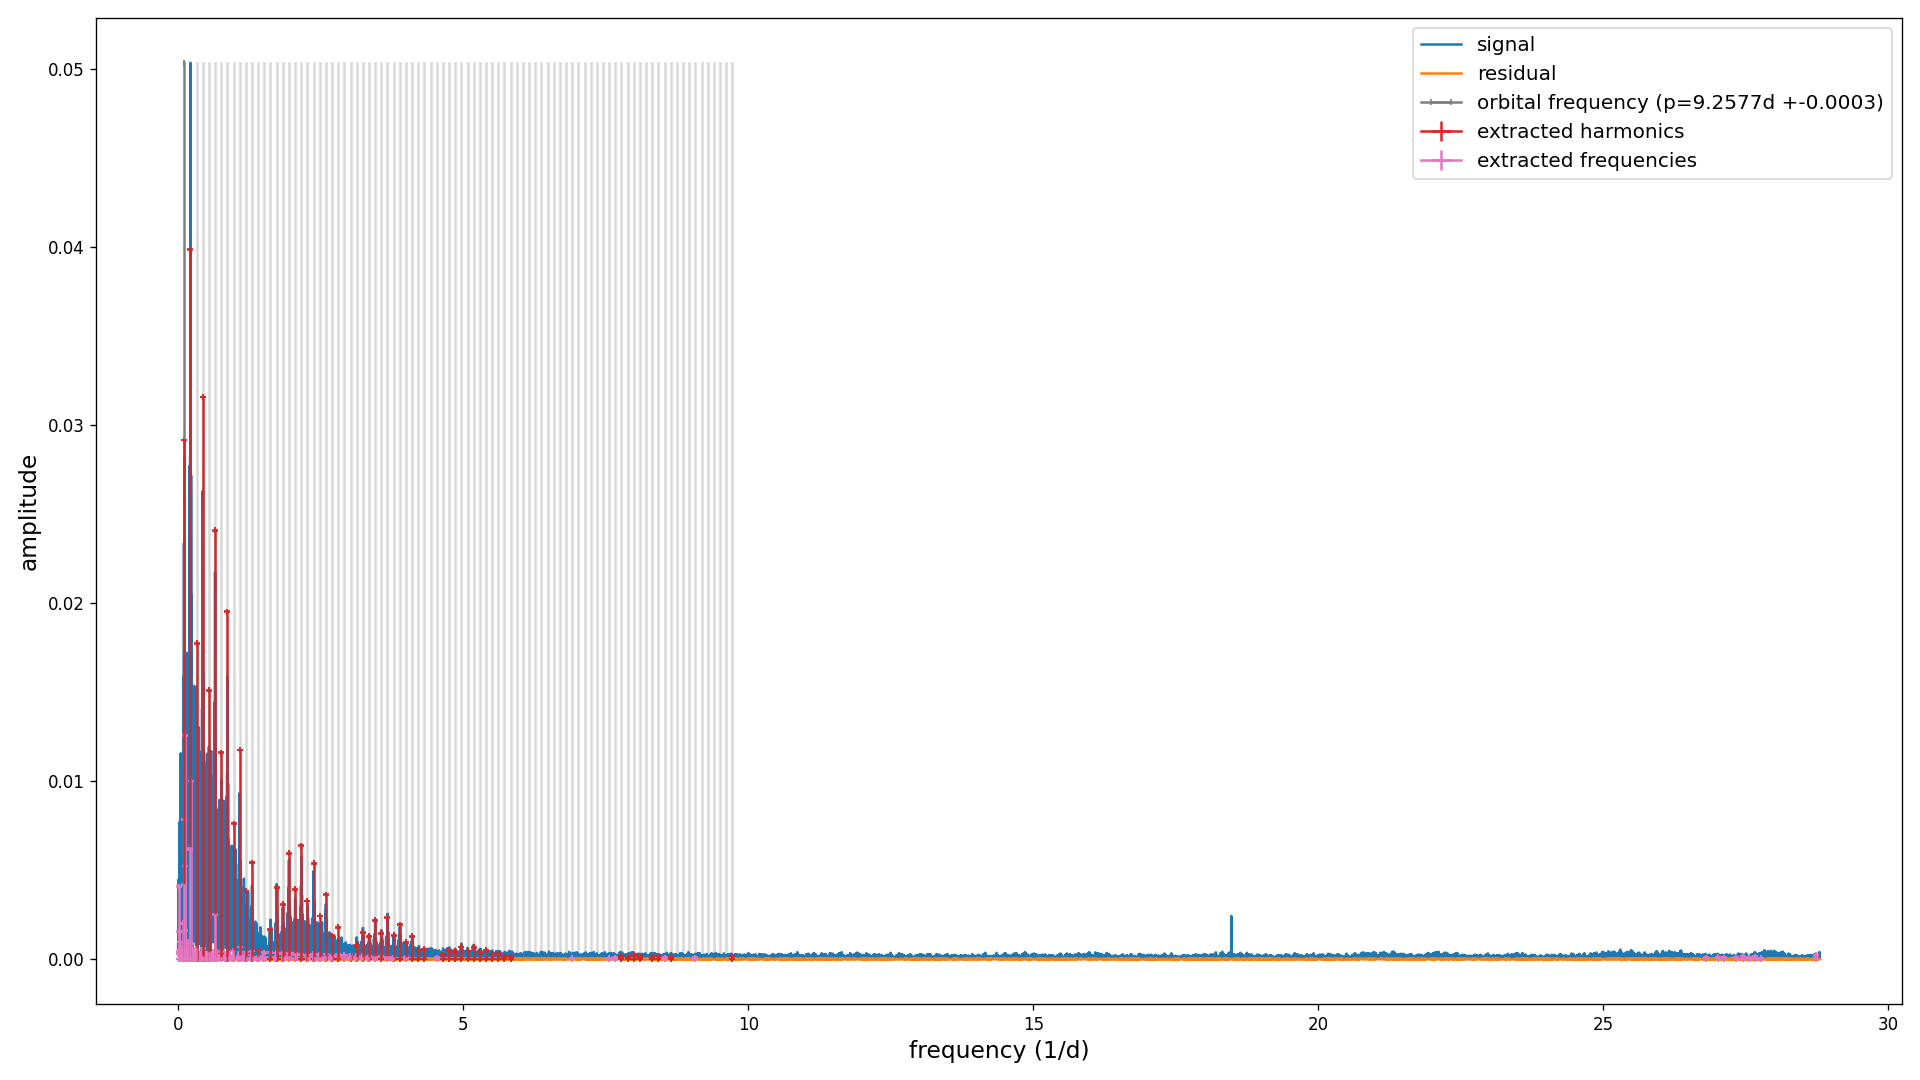 signal
residual
orbital frequency (p=9.2577d +-0.0003)
extracted harmonics
extracted frequencies
0.05
0.04
0.03
0.02
0.01
0.00
amplitude
0 5 10 15 20 25 30
frequency (1/d)